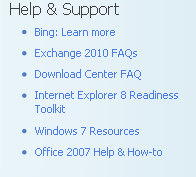 Help & Support
Bing: Learn more
Exchange 2010 FAQs
Download Center FAQ
Internet Explorer 8 Readiness
Toolkit
Windows 7 Resources
Office 2007 Help & How-to